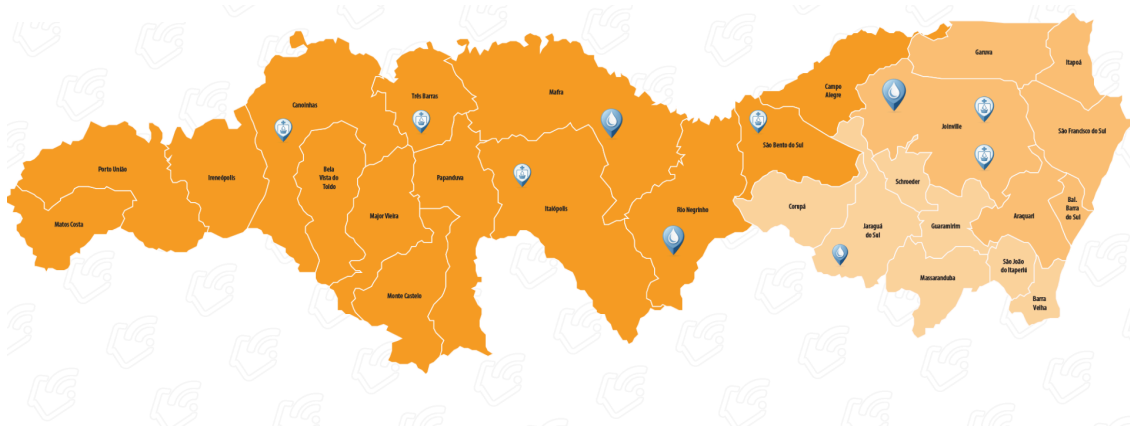 Garuva
Itapoá
Campo
Alegre
Três Barras
Mafra
Canoinhas
Joinville
São Francisco do Sul
São Bento do Sul
Porto União
Irineópolis
Bela
Vista do
Toldo
Papanduva
Schroeder
Major Vieira
Itaiópolis
Rio Negrinho
Corupá
Bal.
Barra
do Sul
Araquari
Matos Costa
Jaraguá
do Sul
Guaramirim
São João
do Itaperiú
Massaranduba
Monte Castelo
Barra
Velha